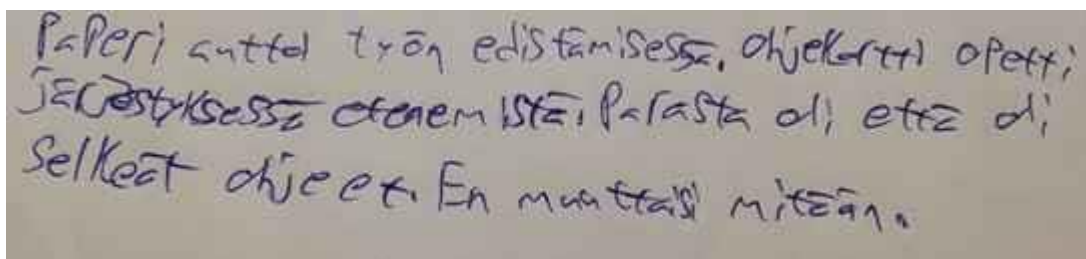 Paperi auttoi työn edistämisessä. Ohjekortti opetti
järjestyksessä etenemistä. Parasta oli että oli
selkeät ohjeet. En muuttaisi mitään.